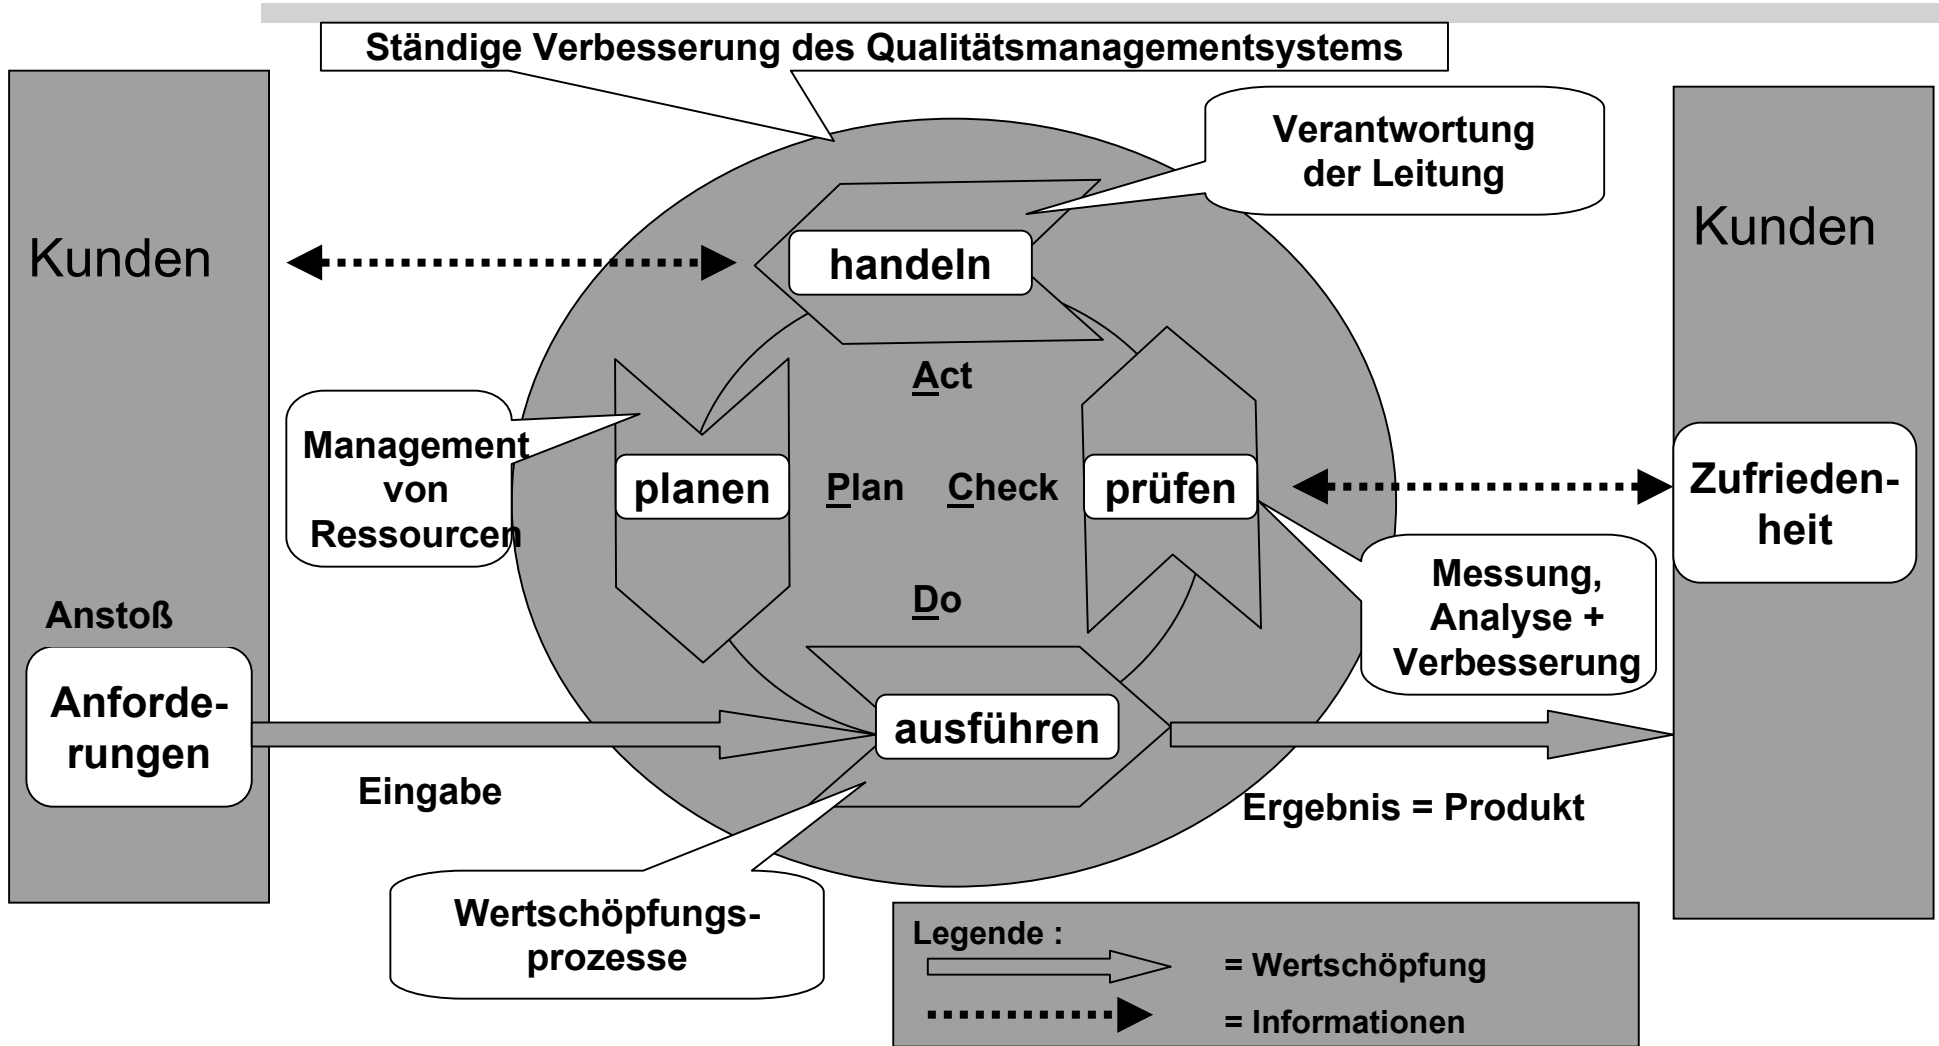 Ständige Verbesserung des Qualitätsmanagementsystems
Verantwortung
der Leitung
Kunden
Kunden
handeln
Act
Management
von
Ressourcen
planen
Plan
Check
prüfen
Zufrieden-
heit
Messung,
Analyse +
Verbesserung
Do
Anstoß
Anforde-
rungen
ausführen
Eingabe
Ergebnis = Produkt
Wertschöpfungs-
prozesse
Legende :
= Wertschöpfung
= Informationen